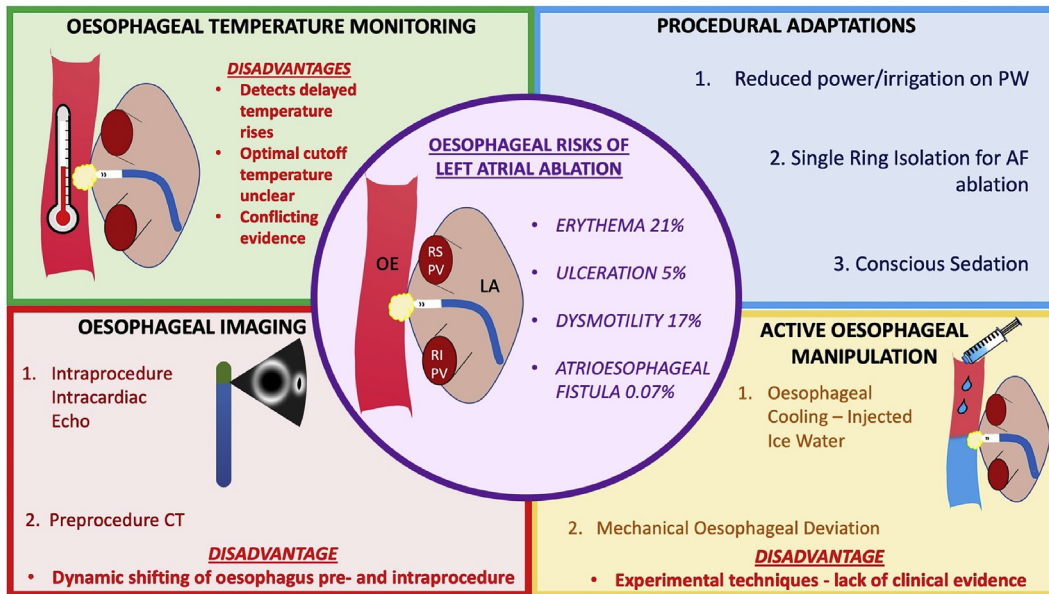 OESOPHAGEAL TEMPERATURE MONITORING
DISADVANTAGES
• Detects delayed
temperature
rises
• Optimal cutoff
temperature
unclear
• Conflicting
evidence
PROCEDURAL ADAPTATIONS
1. Reduced power/irrigation on PW
2. Single Ring Isolation for AF
ablation
3. Conscious Sedation
OESOPHAGEAL RISKS OF
LEFT ATRIAL ABLATION
• ERYTHEMA 21%
• ULCERATION 5%
• DYSMOTILITY 17%
• ATRIOESOPHAGEAL
FISTULA 0.07%
OE
RS
PV
LA
RI
PV
OESOPHAGEAL IMAGING
1. Intraprocedure
Intracardiac
Echo
2. Preprocedure CT
DISADVANTAGE
• Dynamic shifting of oesophagus pre- and intraprocedure
ACTIVE OESOPHAGEAL
MANIPULATION
1. Oesophageal
Cooling – Injected
Ice Water
2. Mechanical Oesophageal Deviation
DISADVANTAGE
• Experimental techniques - lack of clinical evidence